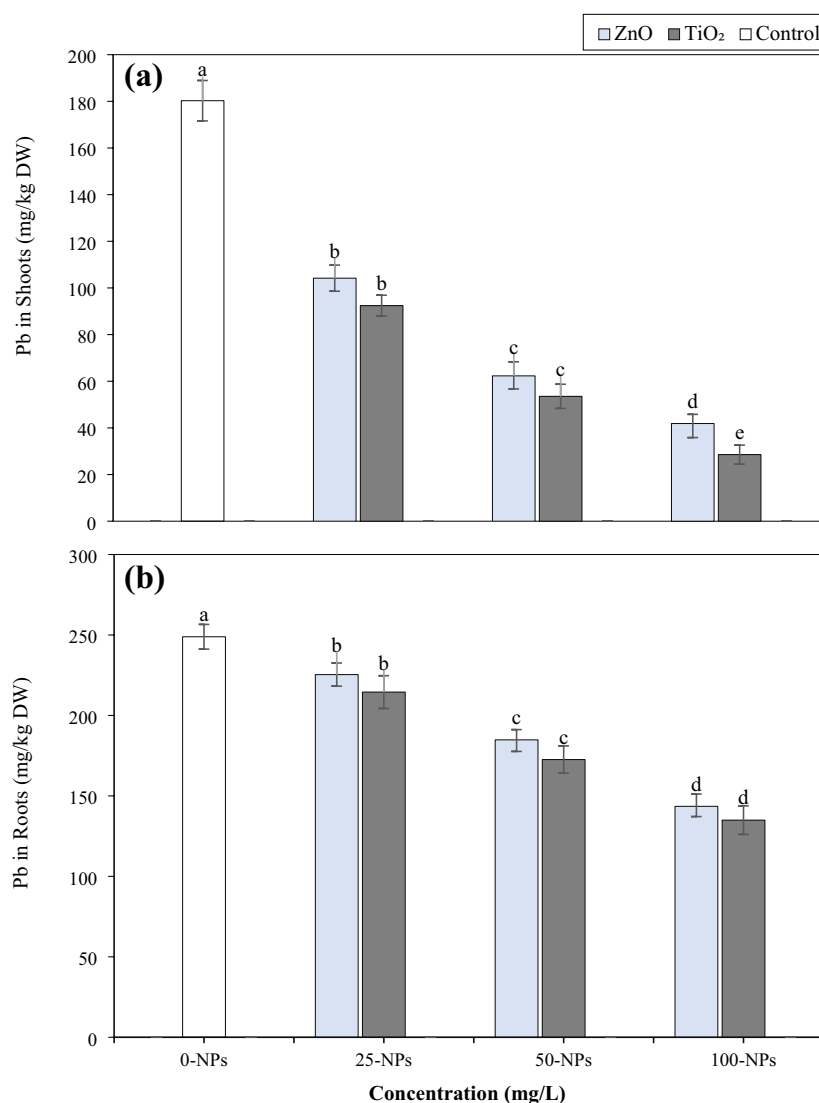 ZnO TiO₂ Control
(a)
Pb in Shoots (mg/kg DW)
200
180
160
140
120
100
80
60
40
20
0
a
b b
c c
d e
(b)
Pb in Roots (mg/kg DW)
300
250
200
150
100
50
0
a
b b
c c
d d
0-NPs 25-NPs 50-NPs 100-NPs
Concentration (mg/L)